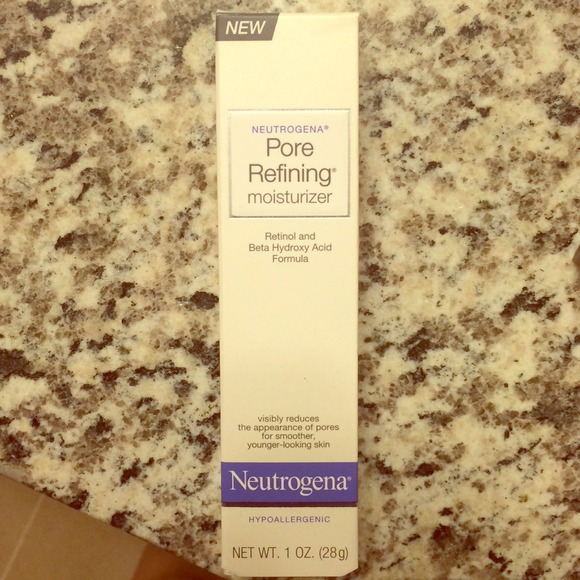 NEW
NEUTROGENA®
Pore
Refining®
moisturizer
Retinol and
Beta Hydroxy Acid
Formula
visibly reduces
the appearance of pores
for smoother,
younger-looking skin
Neutrogena®
HYPOALLERGENIC
NET WT. 1 OZ. (28g)